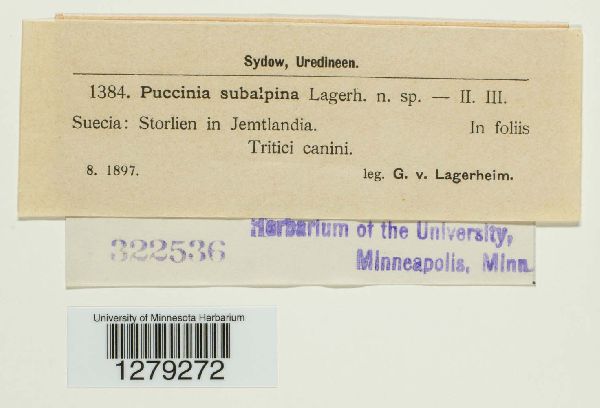 Sydow, Uredineen.
1384. Puccinia subalpina Lagerh. n. sp. — II. III.
Suecia: Storlien in Jemtlandia. In foliis
Tritici canini.
8. 1897. leg. G. v. Lagerheim.
322536
Herbarium of the University,
Minneapolis, Minn.
University of Minnesota Herbarium
1279272